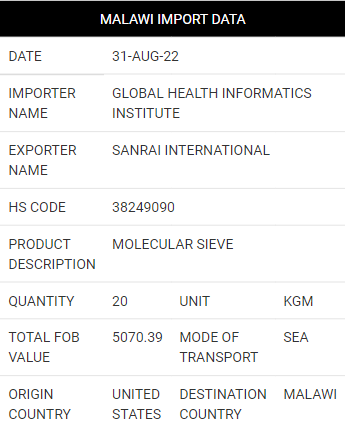 MALAWI IMPORT DATA
DATE 31-AUG-22
IMPORTER GLOBAL HEALTH INFORMATICS
NAME INSTITUTE
EXPORTER SANRAI INTERNATIONAL
NAME
HS CODE 38249090
PRODUCT MOLECULAR SIEVE
DESCRIPTION
QUANTITY 20 UNIT KGM
TOTAL FOB 5070.39 MODE OF SEA
VALUE TRANSPORT
ORIGIN UNITED DESTINATION MALAWI
COUNTRY STATES COUNTRY